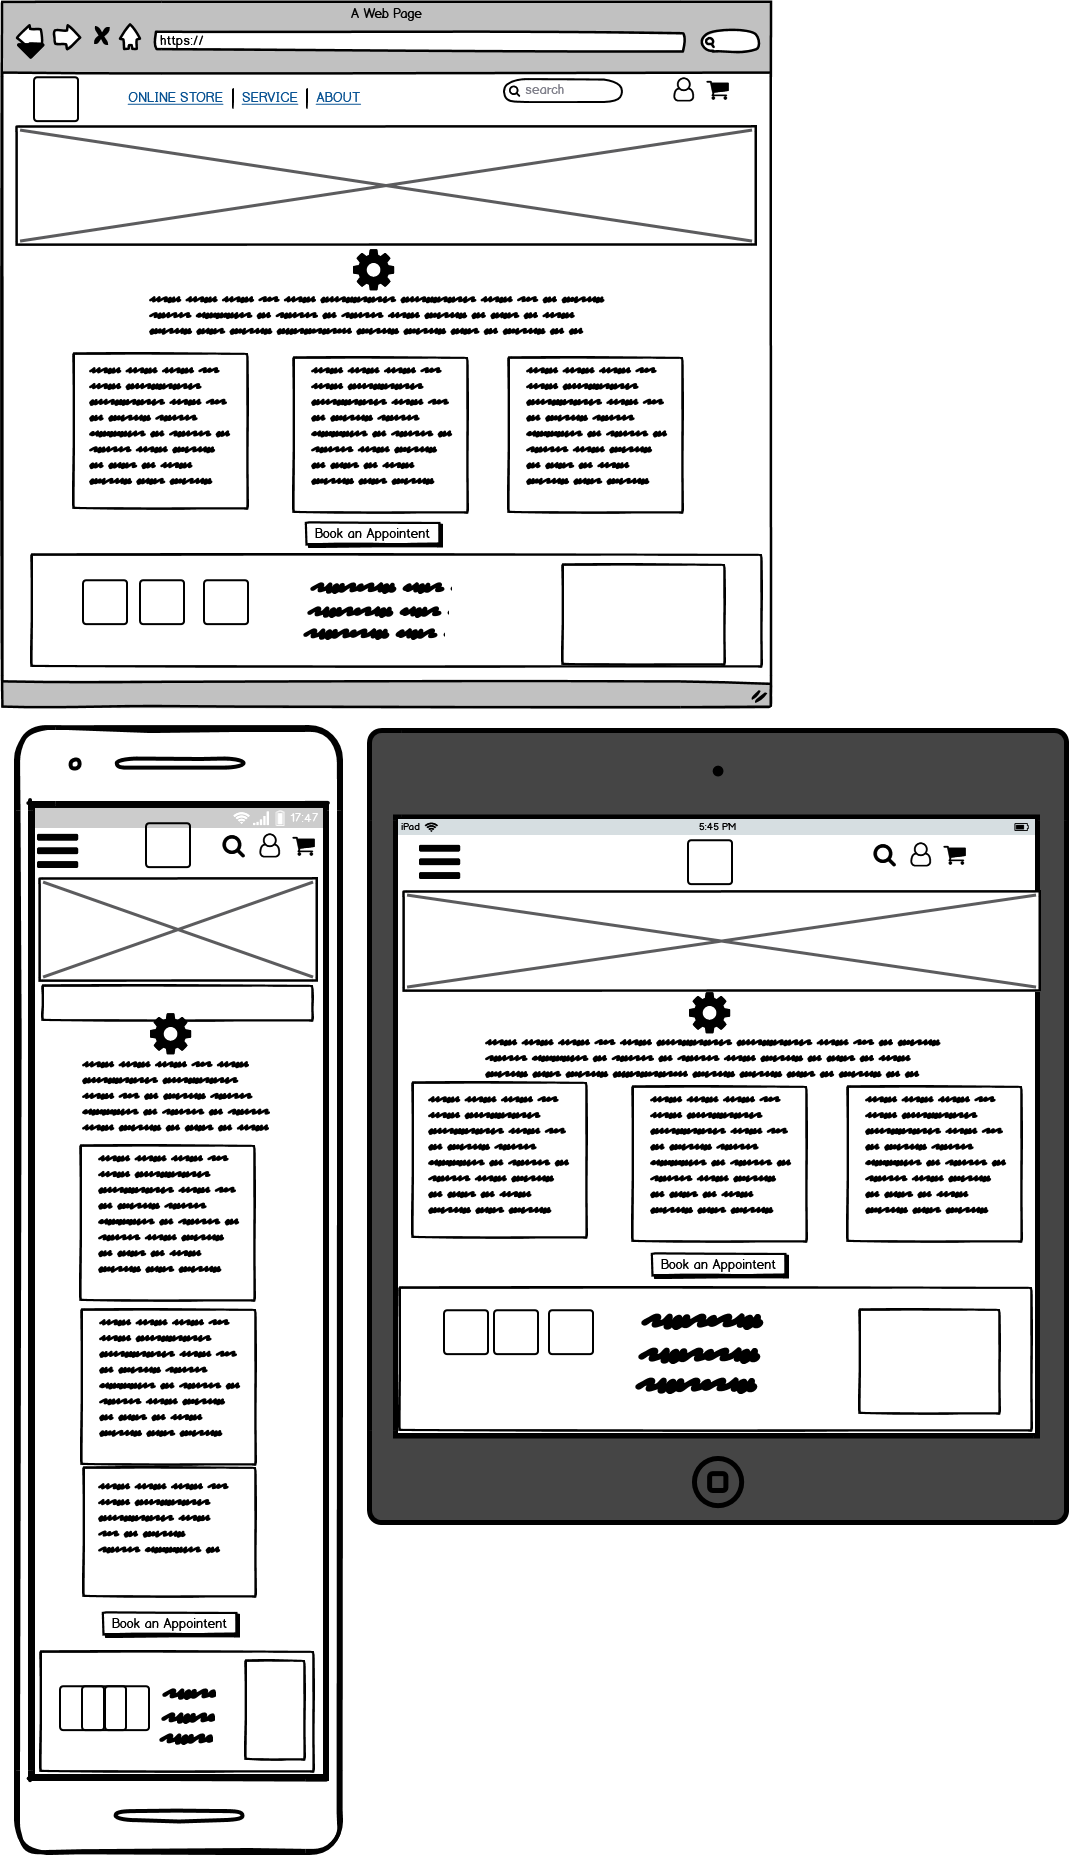 A Web Page
https://
ONLINE STORE | SERVICE | ABOUT
search
Book an Appointent
17:47
Book an Appointent
iPad
5:45 PM
Book an Appointent